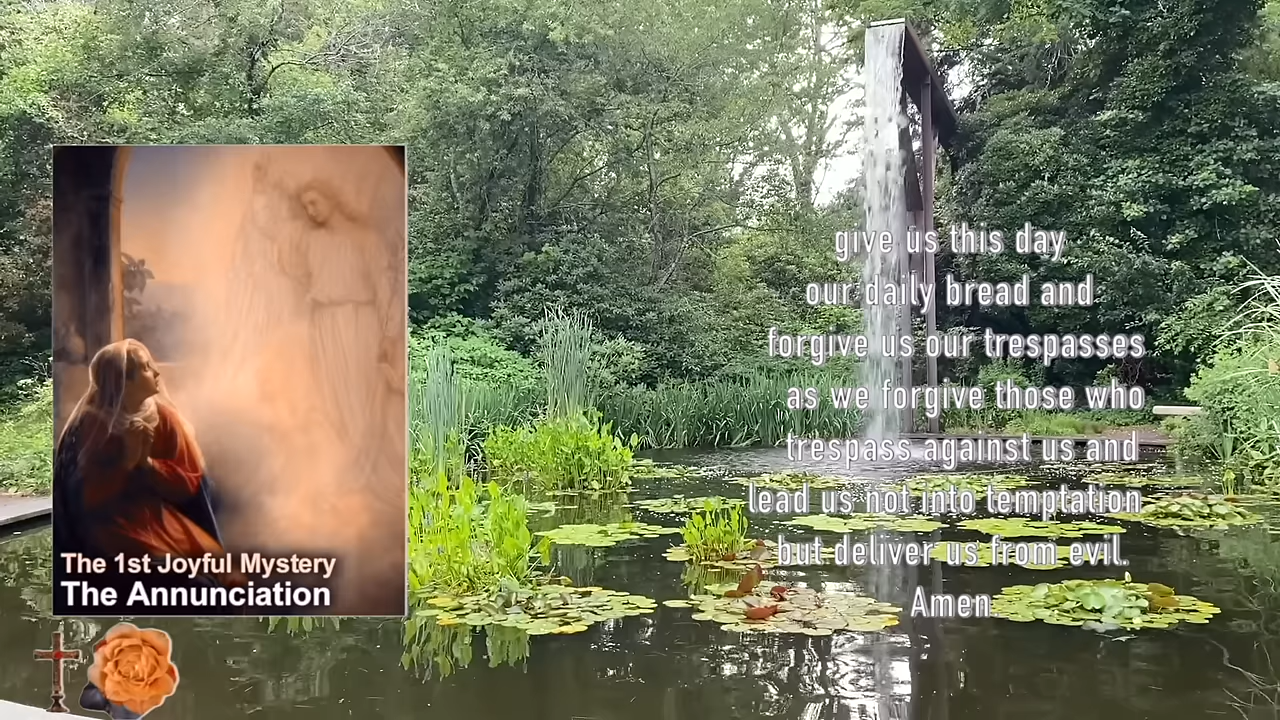 give us this day
our daily bread and
forgive us our trespasses
as we forgive those who
trespass against us and
lead us not into temptation
but deliver us from evil.
Amen
The 1st Joyful Mystery
The Annunciation